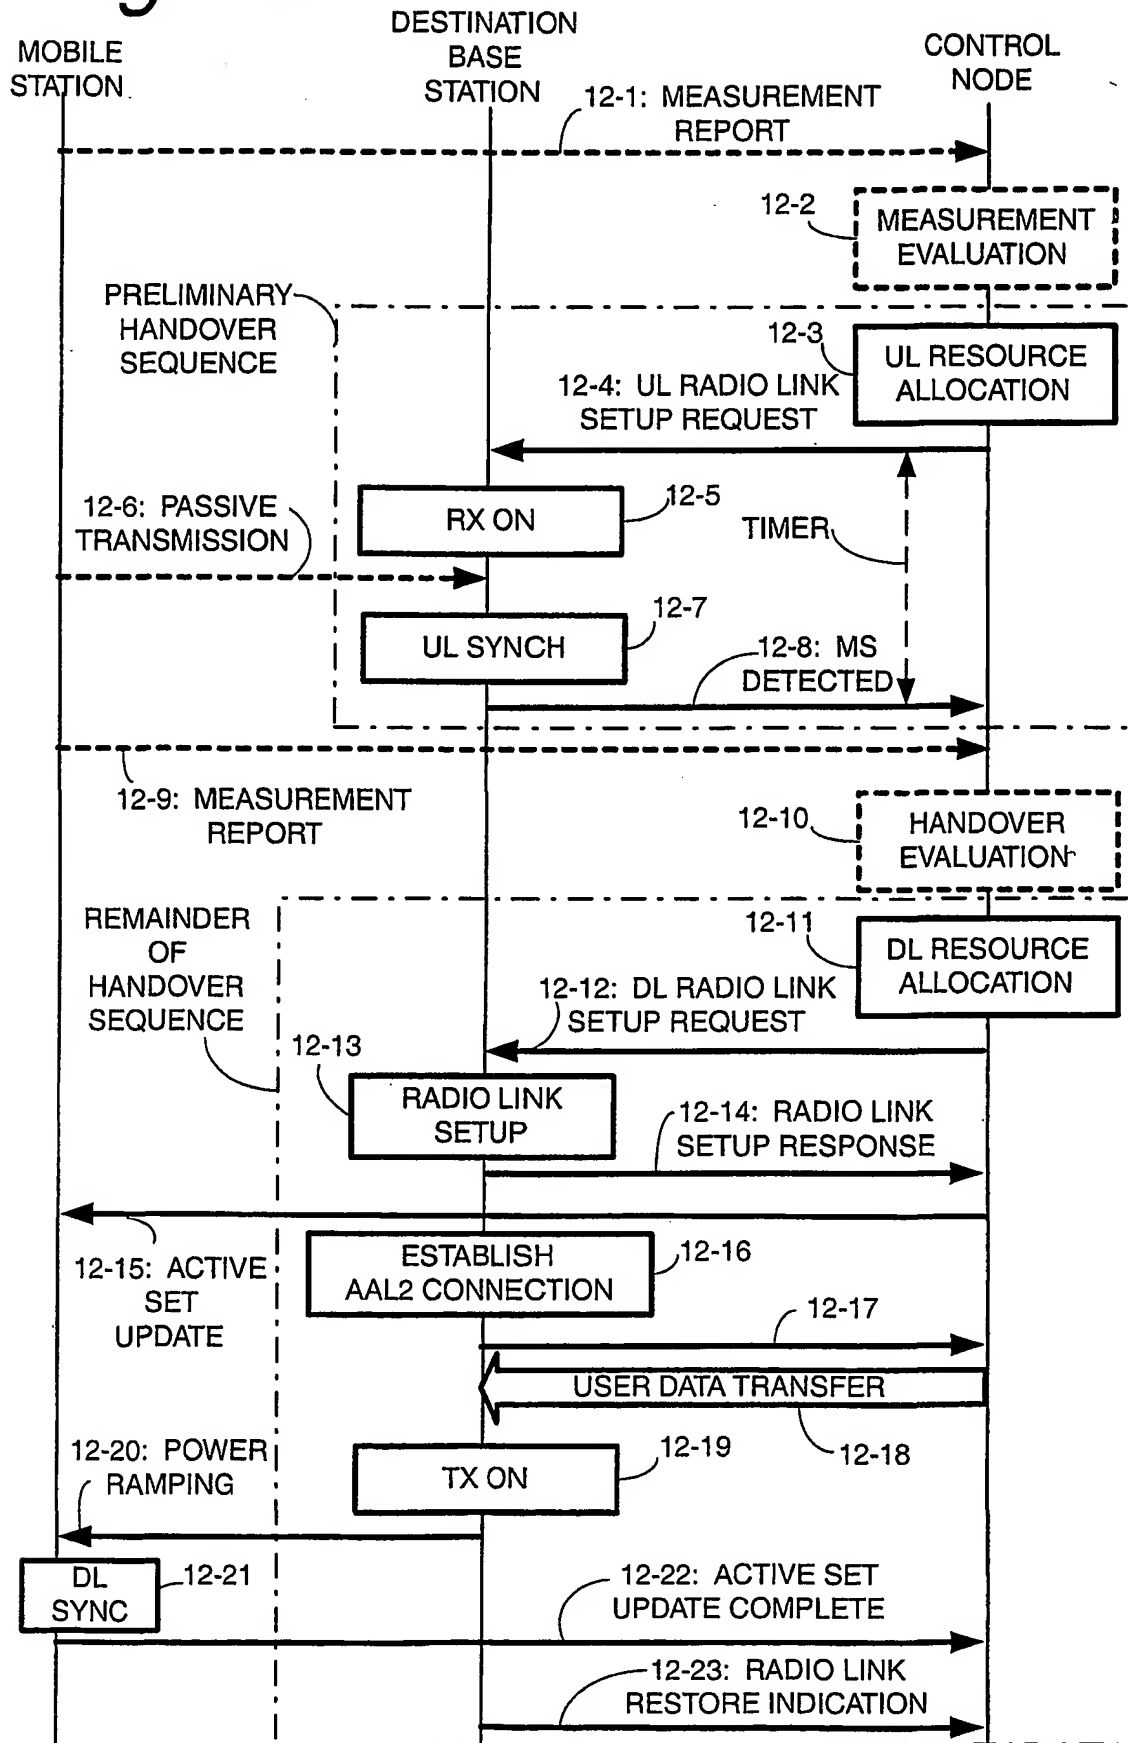 MOBILE
STATION
DESTINATION
BASE
STATION
CONTROL
NODE
12-1: MEASUREMENT
REPORT
12-2
MEASUREMENT
EVALUATION
PRELIMINARY
HANDOVER
SEQUENCE
12-3
UL RESOURCE
ALLOCATION
12-4: UL RADIO LINK
SETUP REQUEST
12-6: PASSIVE
TRANSMISSION
RX ON
12-5
TIMER
UL SYNCH
12-7
12-8: MS
DETECTED
12-9: MEASUREMENT
REPORT
12-10
HANDOVER
EVALUATION
REMAINDER
OF
HANDOVER
SEQUENCE
12-11
DL RESOURCE
ALLOCATION
12-12: DL RADIO LINK
SETUP REQUEST
12-13
RADIO LINK
SETUP
12-14: RADIO LINK
SETUP RESPONSE
12-15: ACTIVE
SET
UPDATE
ESTABLISH
AAL2 CONNECTION
12-16
12-17
USER DATA TRANSFER
12-18
12-20: POWER
RAMPING
TX ON
12-19
DL
SYNC
12-21
12-22: ACTIVE SET
UPDATE COMPLETE
12-23: RADIO LINK
RESTORE INDICATION